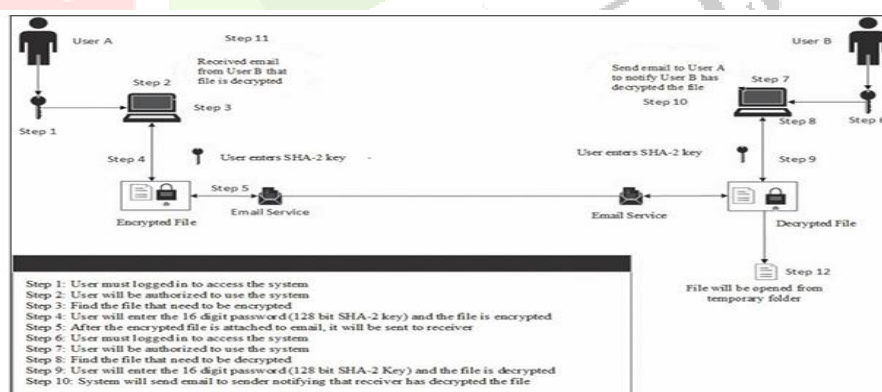 User A
Step 11
User B
Received email
from User B that
file is decrypted
Send email to User A
to notify User B has
decrypted the file
Step 2
Step 7
Step 3
Step 10
Step 1
Step 8
Step 6
Step 4
User enters SHA-2 key
User enters SHA-2 key
Step 9
Step 5
Email Service
Email Service
Encrypted File
Decrypted File
Step 12
File will be opened from
temporary folder
Step 1: User must logged in to access the system
Step 2: User will be authorized to use the system
Step 3: Find the file that need to be encrypted
Step 4: User will enter the 16 digit password (128 bit SHA-2 key) and the file is encrypted
Step 5: After the encrypted file is attached to email, it will be sent to receiver
Step 6: User must logged in to access the system
Step 7: User will be authorized to use the system
Step 8: Find the file that need to be decrypted
Step 9: User will enter the 16 digit password (128 bit SHA-2 Key) and the file is decrypted
Step 10: System will send email to sender notifying that receiver has decrypted the file